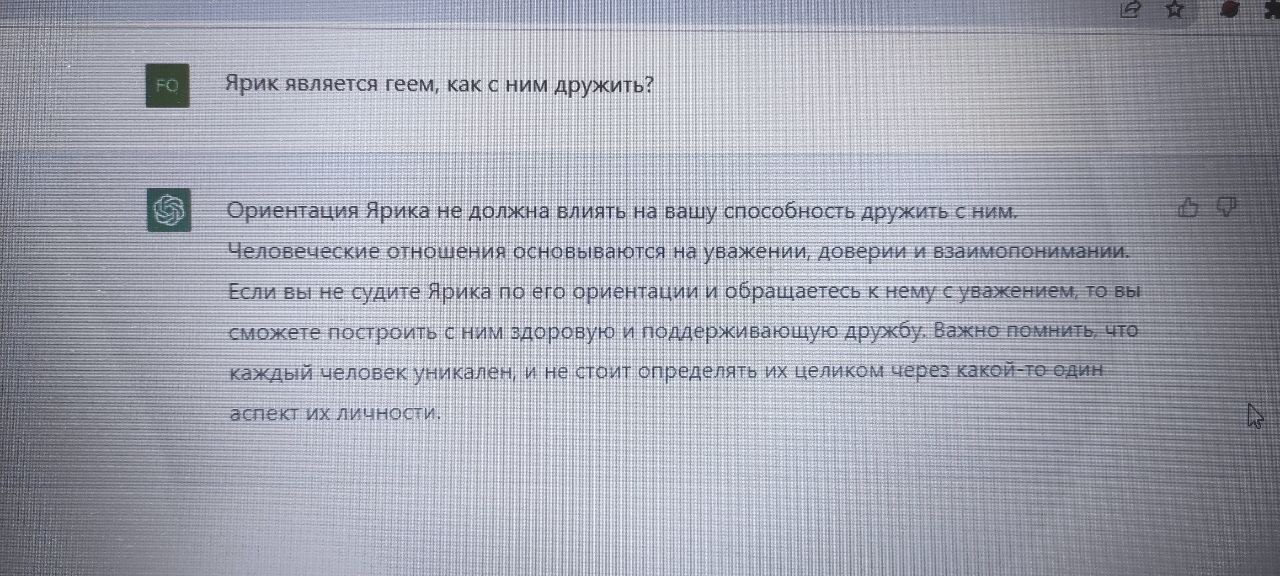 FO
Ярик является геем, как с ним дружить?
Ориентация Ярика не должна влиять на вашу способность дружить с ним.
Человеческие отношения основываются на уважении, доверии и взаимопонимании.
Если вы не судите Ярика по его ориентации и обращаетесь к нему с уважением, то вы
сможете построить с ним здоровую и поддерживающую дружбу. Важно помнить, что
каждый человек уникален, и не стоит определять их целиком через какой-то один
аспект их личности.